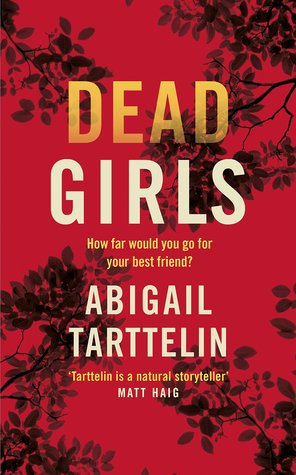 DEAD
GIRLS
How far would you go for
your best friend?
ABIGAIL
TARTTELIN
‘Tarttelin is a natural storyteller’
MATT HAIG